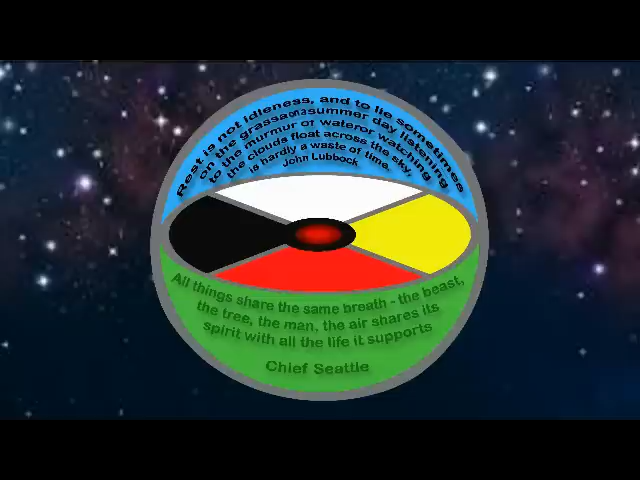 Rest is not idleness, and to lie sometimes
on the grass on a summer day listening
to the murmur of water, or watching
the clouds float across the sky,
is hardly a waste of time.
John Lubbock
All things share the same breath - the beast,
the tree, the man, the air shares its
spirit with all the life it supports
Chief Seattle